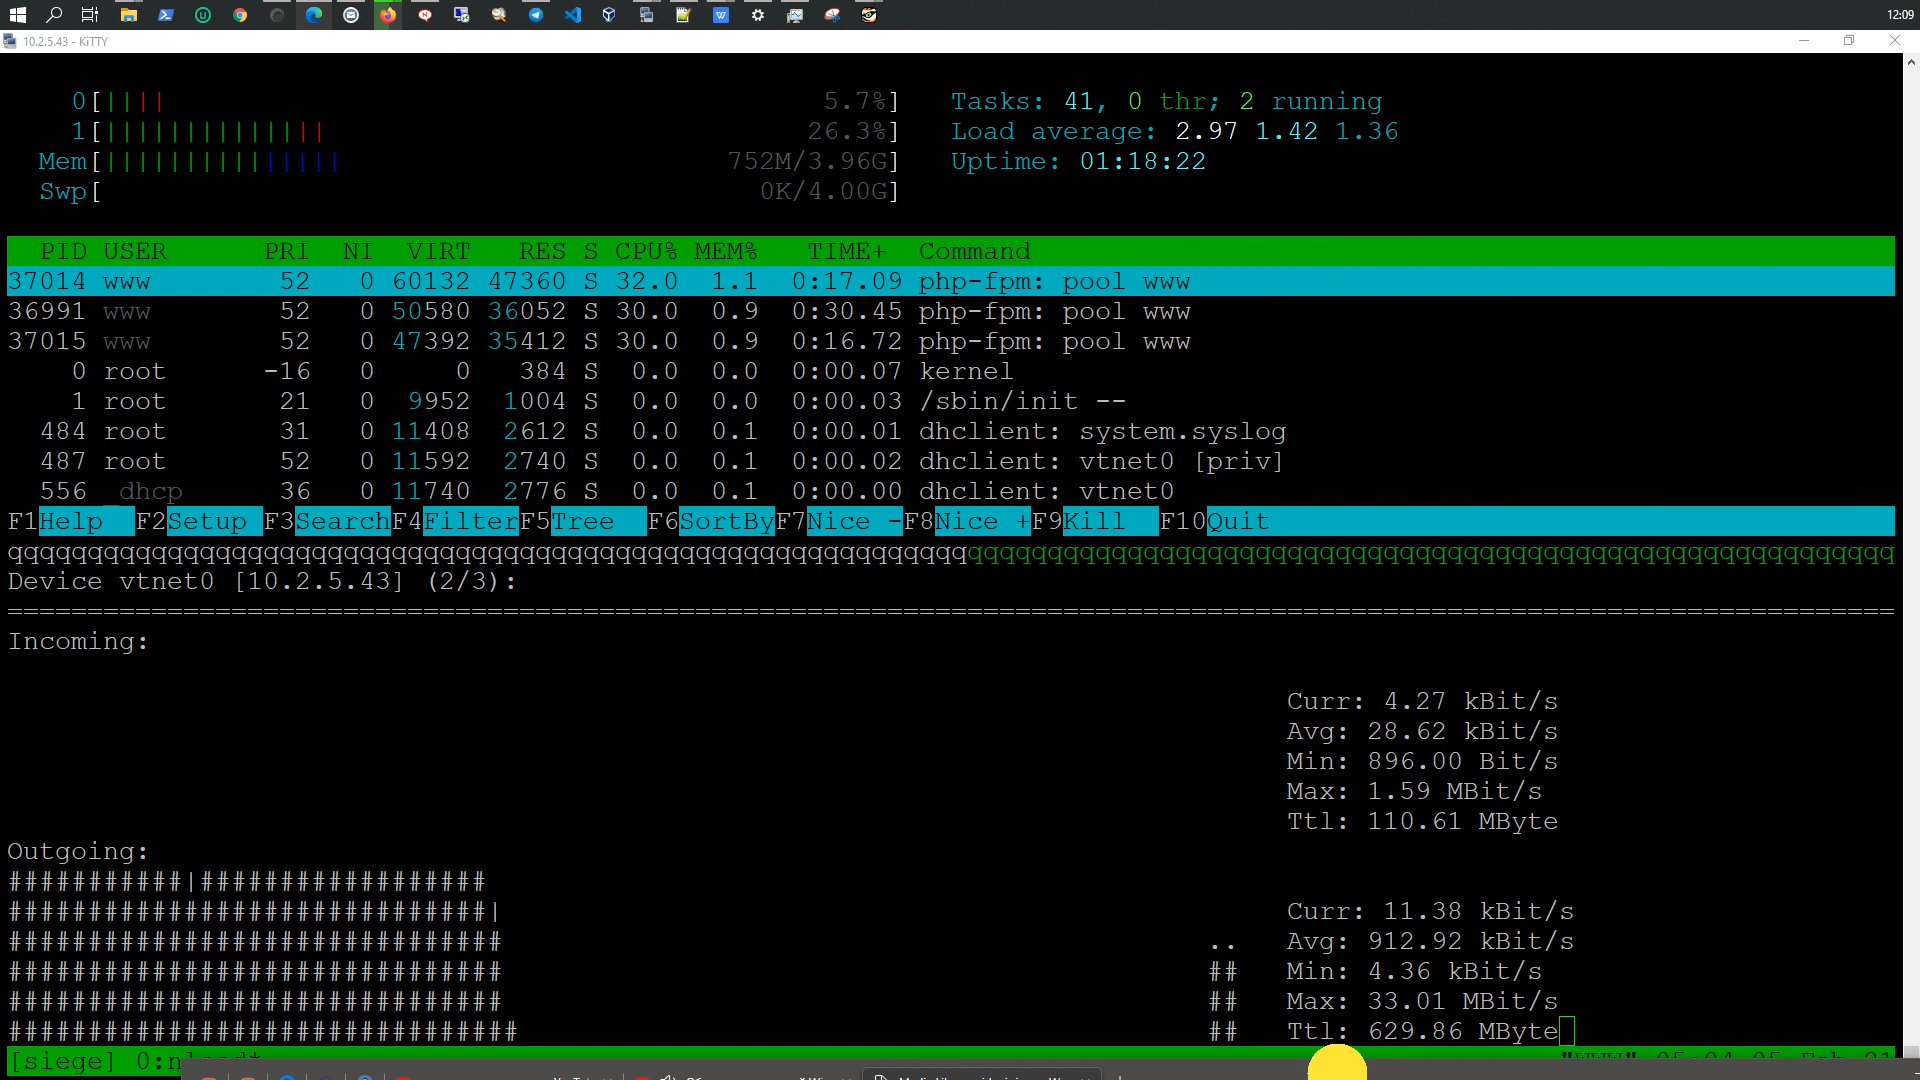 12:09
10.2.5.43 - KiTTY
0[|||| 5.7%] Tasks: 41, 0 thr; 2 running
1[|||||||||||||| 26.3%] Load average: 2.97 1.42 1.36
Mem[||||||||||||||| 752M/3.96G] Uptime: 01:18:22
Swp[ 0K/4.00G]
PID USER PRI NI VIRT RES S CPU% MEM% TIME+ Command
37014 www 52 0 60132 47360 S 32.0 1.1 0:17.09 php-fpm: pool www
36991 www 52 0 50580 36052 S 30.0 0.9 0:30.45 php-fpm: pool www
37015 www 52 0 47392 35412 S 30.0 0.9 0:16.72 php-fpm: pool www
0 root -16 0 0 384 S 0.0 0.0 0:00.07 kernel
1 root 21 0 9952 1004 S 0.0 0.0 0:00.03 /sbin/init --
484 root 31 0 11408 2612 S 0.0 0.1 0:00.01 dhclient: system.syslog
487 root 52 0 11592 2740 S 0.0 0.1 0:00.02 dhclient: vtnet0 [priv]
556 _dhcp 36 0 11740 2776 S 0.0 0.1 0:00.00 dhclient: vtnet0
F1Help F2Setup F3SearchF4FilterF5Tree F6SortByF7Nice -F8Nice +F9Kill F10Quit
qqqqqqqqqqqqqqqqqqqqqqqqqqqqqqqqqqqqqqqqqqqqqqqqqqqqqqqqqqqqqqqqqqqqqqqqqqqqqqqqqqqqqqqqqqqqqqqqqqqqqqqqqqqqqqqqqqqqqq
Device vtnet0 [10.2.5.43] (2/3):
======================================================================================================================
Incoming:
Curr: 4.27 kBit/s
Avg: 28.62 kBit/s
Min: 896.00 Bit/s
Max: 1.59 MBit/s
Ttl: 110.61 MByte
Outgoing:
###########|##################
##############################| Curr: 11.38 kBit/s
############################### .. Avg: 912.92 kBit/s
############################### ## Min: 4.36 kBit/s
############################### ## Max: 33.01 MBit/s
################################ ## Ttl: 629.86 MByte
[siege] 0:nload*